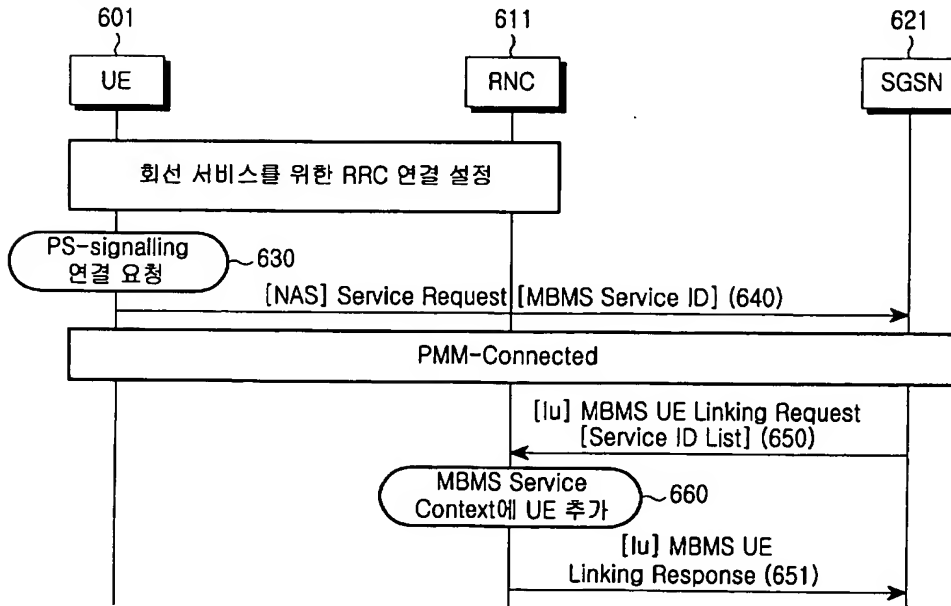 601
611
621
UE
RNC
SGSN
회선 서비스를 위한 RRC 연결 설정
PS-signalling
연결 요청
630
[NAS] Service Request [MBMS Service ID] (640)
PMM-Connected
[Iu] MBMS UE Linking Request
[Service ID List] (650)
MBMS Service
Context에 UE 추가
660
[Iu] MBMS UE
Linking Response (651)